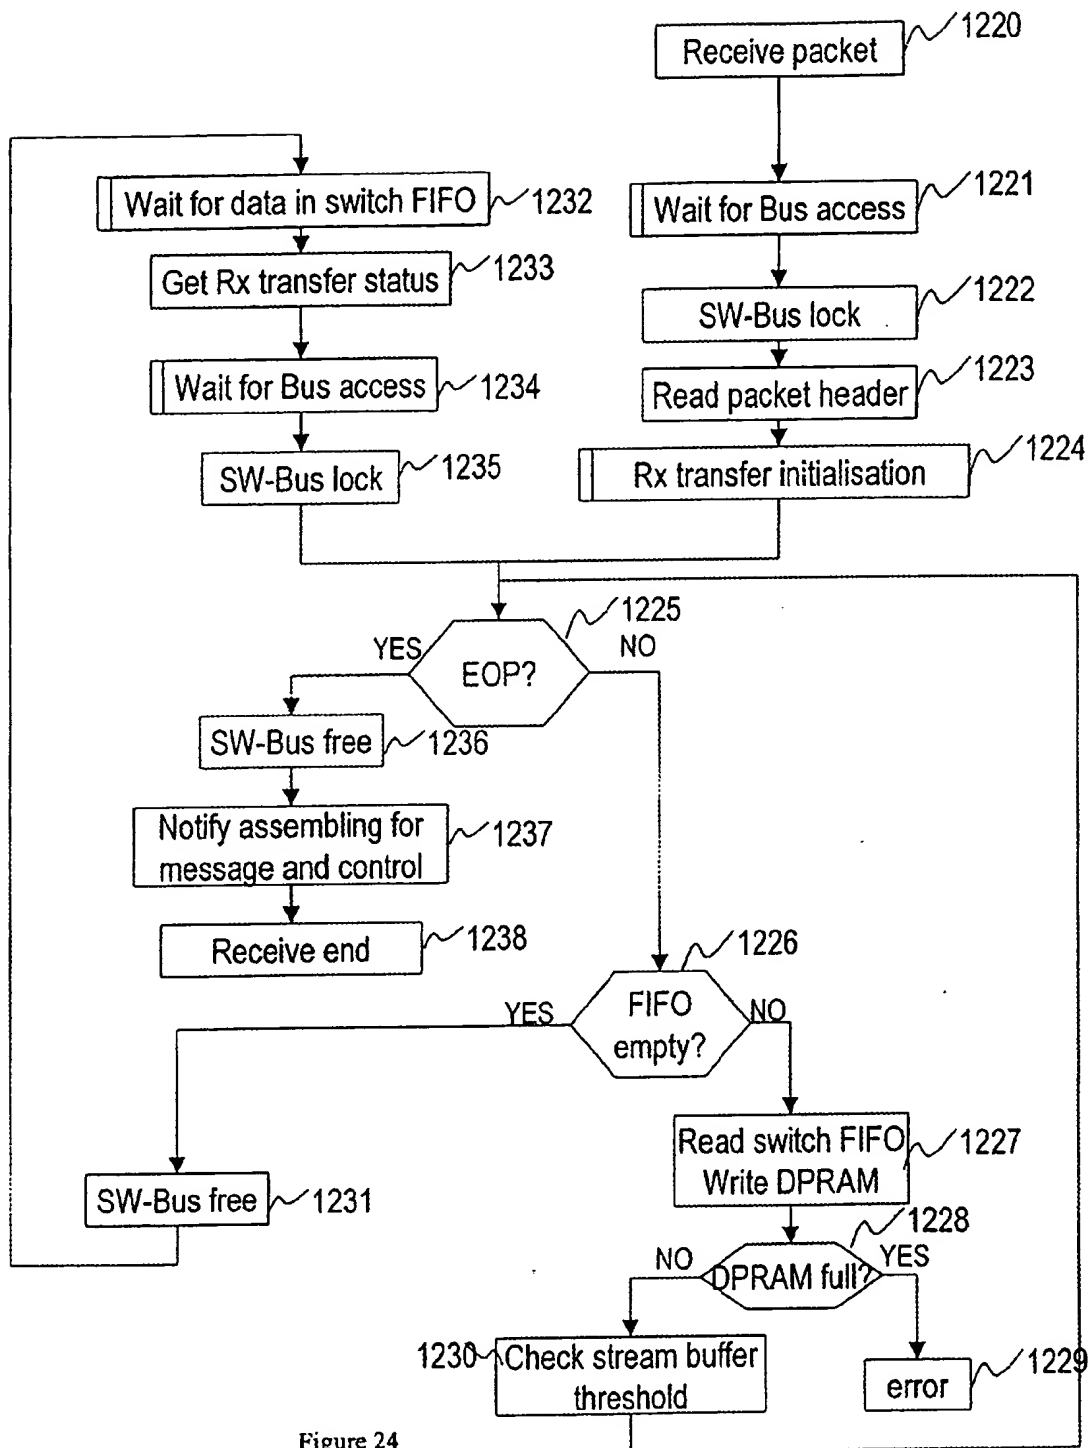 Receive packet
1220
Wait for data in switch FIFO
1232
Wait for Bus access
1221
Get Rx transfer status
1233
SW-Bus lock
1222
Wait for Bus access
1234
Read packet header
1223
SW-Bus lock
1235
Rx transfer initialisation
1224
1225
YES
EOP?
NO
SW-Bus free
1236
Notify assembling for
message and control
1237
Receive end
1238
1226
YES
FIFO
empty?
NO
Read switch FIFO
Write DPRAM
1227
SW-Bus free
1231
1228
NO
DPRAM full?
YES
1230
Check stream buffer
threshold
error
1229
Figure 24